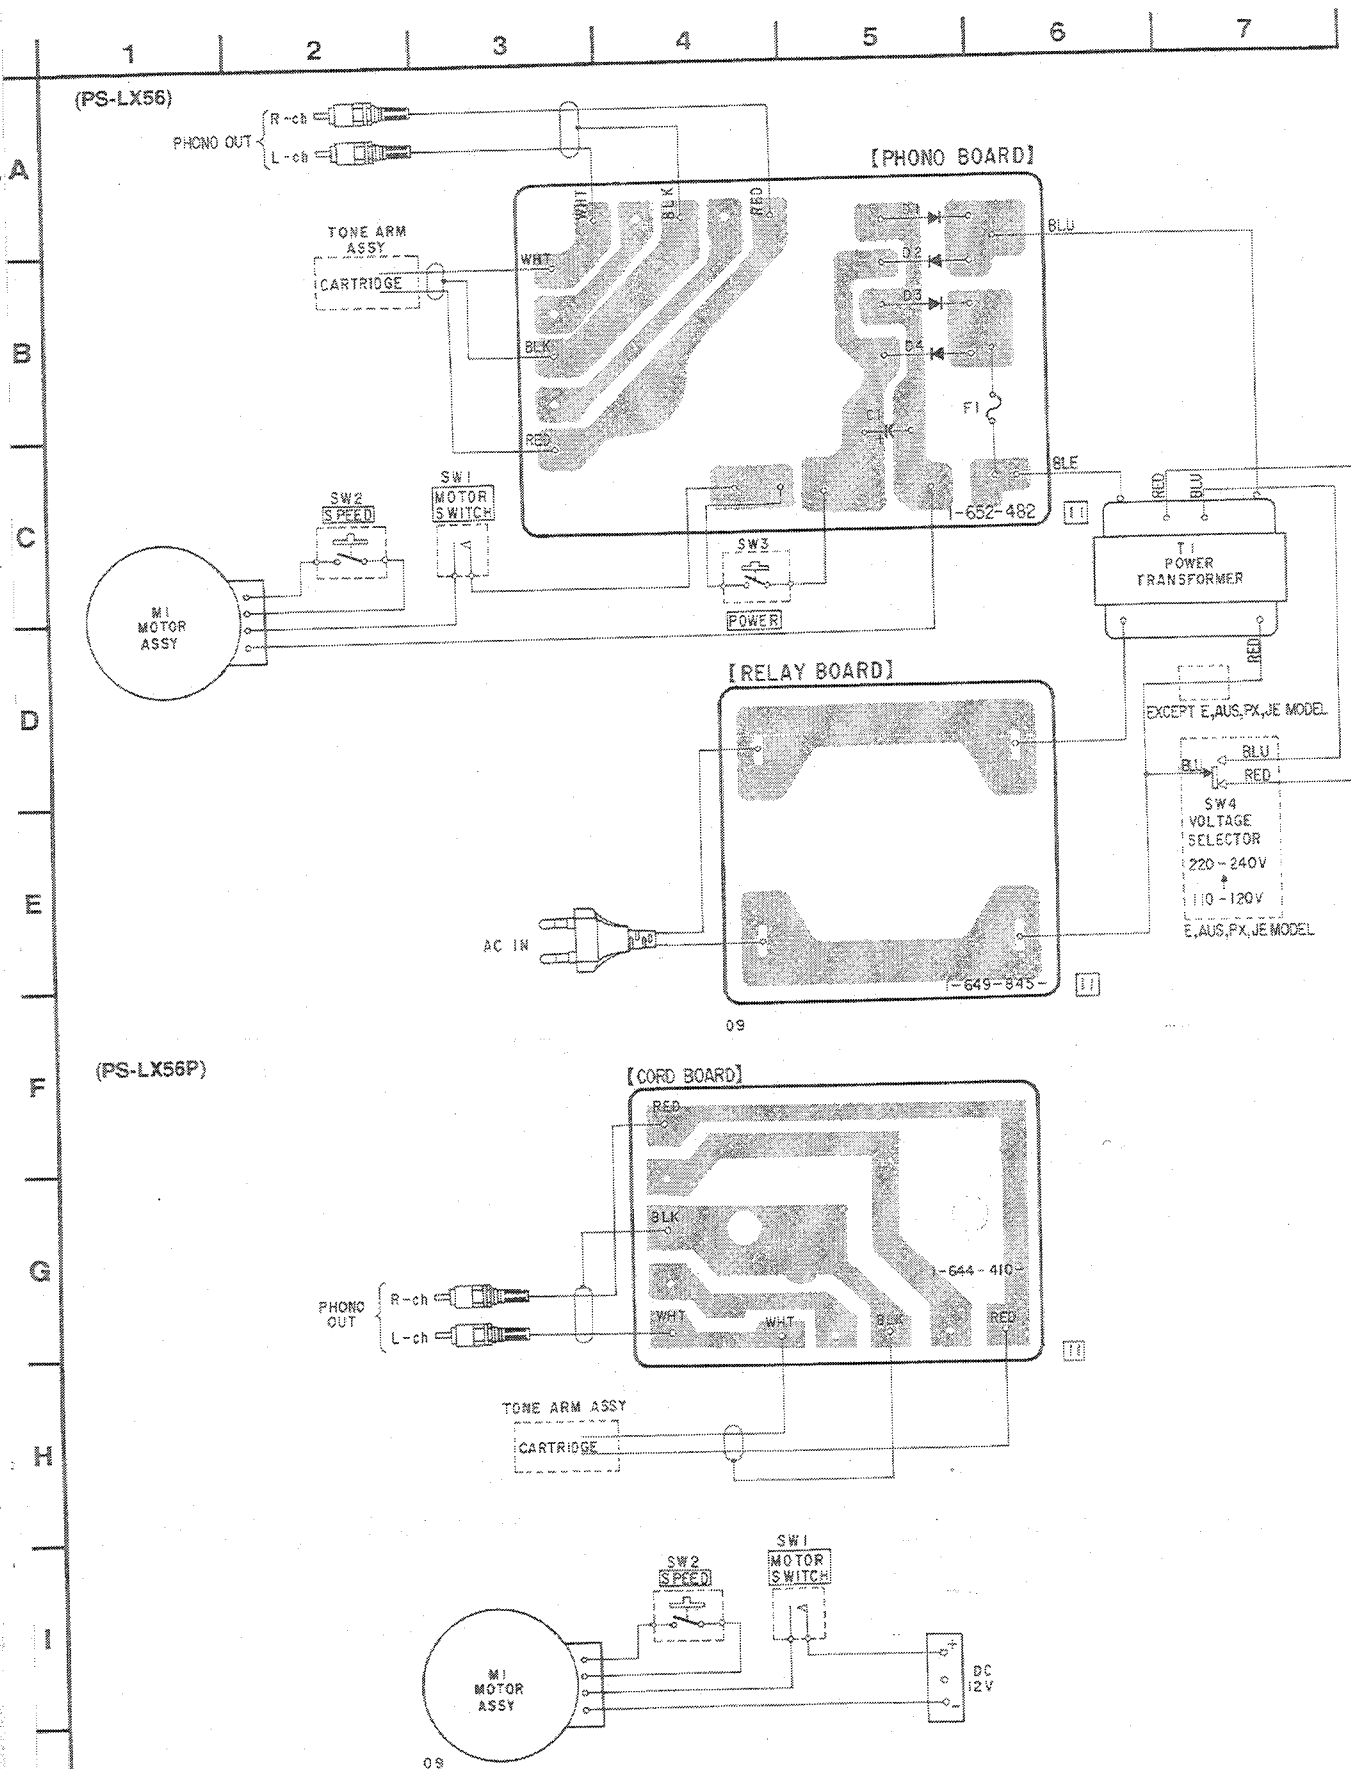 1 2 3 4 5 6 7
(PS-LX56)
R-ch
PHONO OUT
L-ch
A
[PHONO BOARD]
WHT BLK RED
TONE ARM
ASSY
CARTRIDGE
WHT
BLU
D2
D3
B
BLK
D4
F1
C1
+
RED
BLE
RED
BLU
SW2
SPEED
SW1
MOTOR
SWITCH
1-652-482
11
C
SW3
POWER
T1
POWER
TRANSFORMER
M1
MOTOR
ASSY
RED
[RELAY BOARD]
D
EXCEPT E,AUS,PX,JE MODEL
BLU
BLU
RED
SW4
VOLTAGE
SELECTOR
220-240V
110-120V
E,AUS,PX,JE MODEL
E
AC IN
1-649-845-
11
09
(PS-LX56P)
F
[CORD BOARD]
RED
BLK
G
1-644-410-
PHONO
OUT
R-ch
L-ch
WHT WHT BLK RED
11
TONE ARM ASSY
CARTRIDGE
H
SW2
SPEED
SW1
MOTOR
SWITCH
I
M1
MOTOR
ASSY
+
DC
12V
-
09